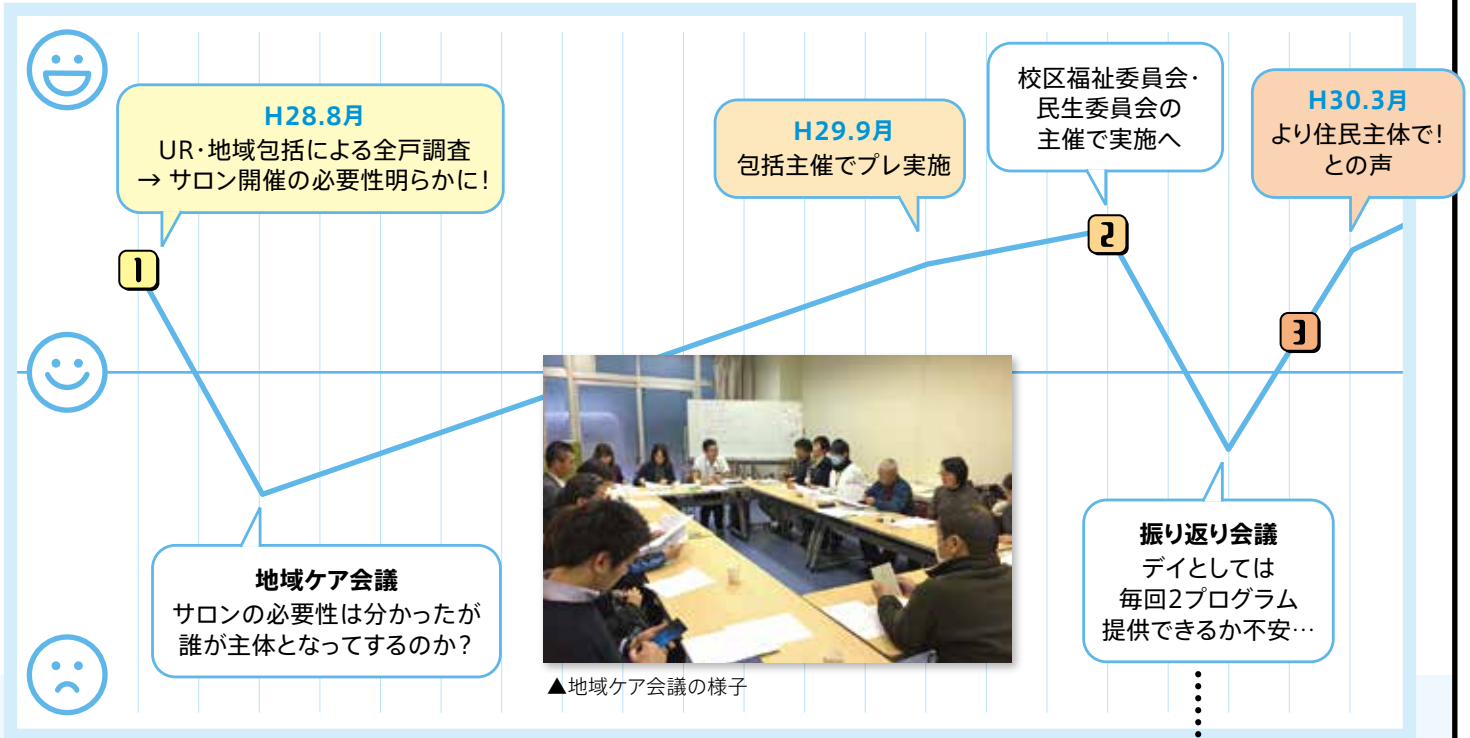 H28.8月
UR・地域包括による全戸調査
→ サロン開催の必要性明らかに!
H29.9月
包括主催でプレ実施
校区福祉委員会・
民生委員会の
主催で実施へ
H30.3月
より住民主体で!
との声
1
2
3
地域ケア会議
サロンの必要性は分かったが
誰が主体となってするのか?
▲地域ケア会議の様子
振り返り会議
デイとしては
毎回2プログラム
提供できるか不安…